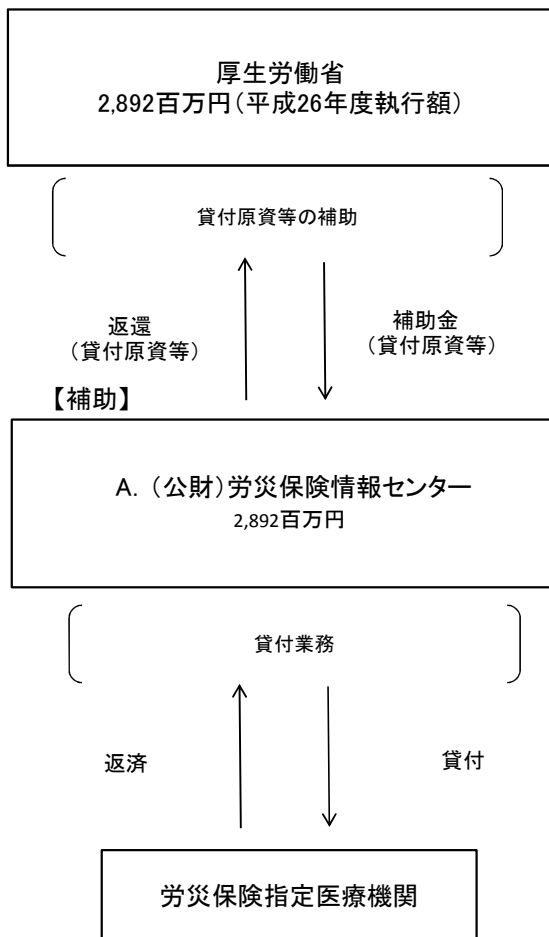 厚生労働省
2,892百万円（平成26年度執行額）
貸付原資等の補助
返還
（貸付原資等）
補助金
（貸付原資等）
【補助】
A.（公財）労災保険情報センター
2,892百万円
貸付業務
返済
貸付
労災保険指定医療機関